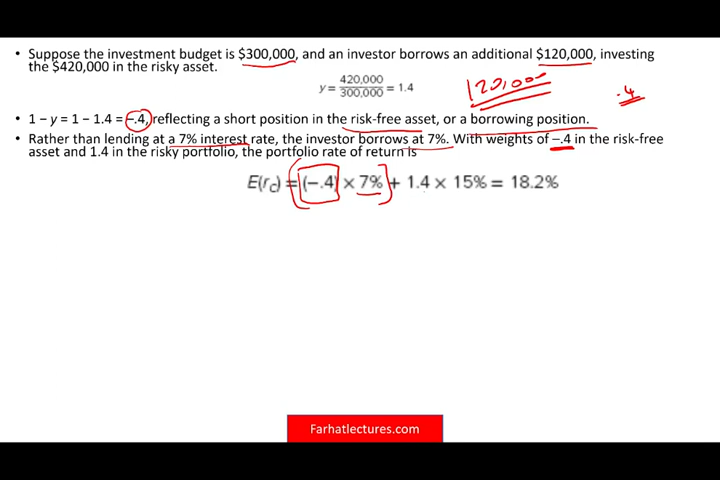 • Suppose the investment budget is $300,000, and an investor borrows an additional $120,000, investing
the $420,000 in the risky asset.
y = 420,000/300,000 = 1.4
120,000
.4
• 1 – y = 1 – 1.4 = –.4, reflecting a short position in the risk-free asset, or a borrowing position.
• Rather than lending at a 7% interest rate, the investor borrows at 7%. With weights of –.4 in the risk-free
asset and 1.4 in the risky portfolio, the portfolio rate of return is
E(rC) = (–.4) × 7% + 1.4 × 15% = 18.2%
Farhatlectures.com